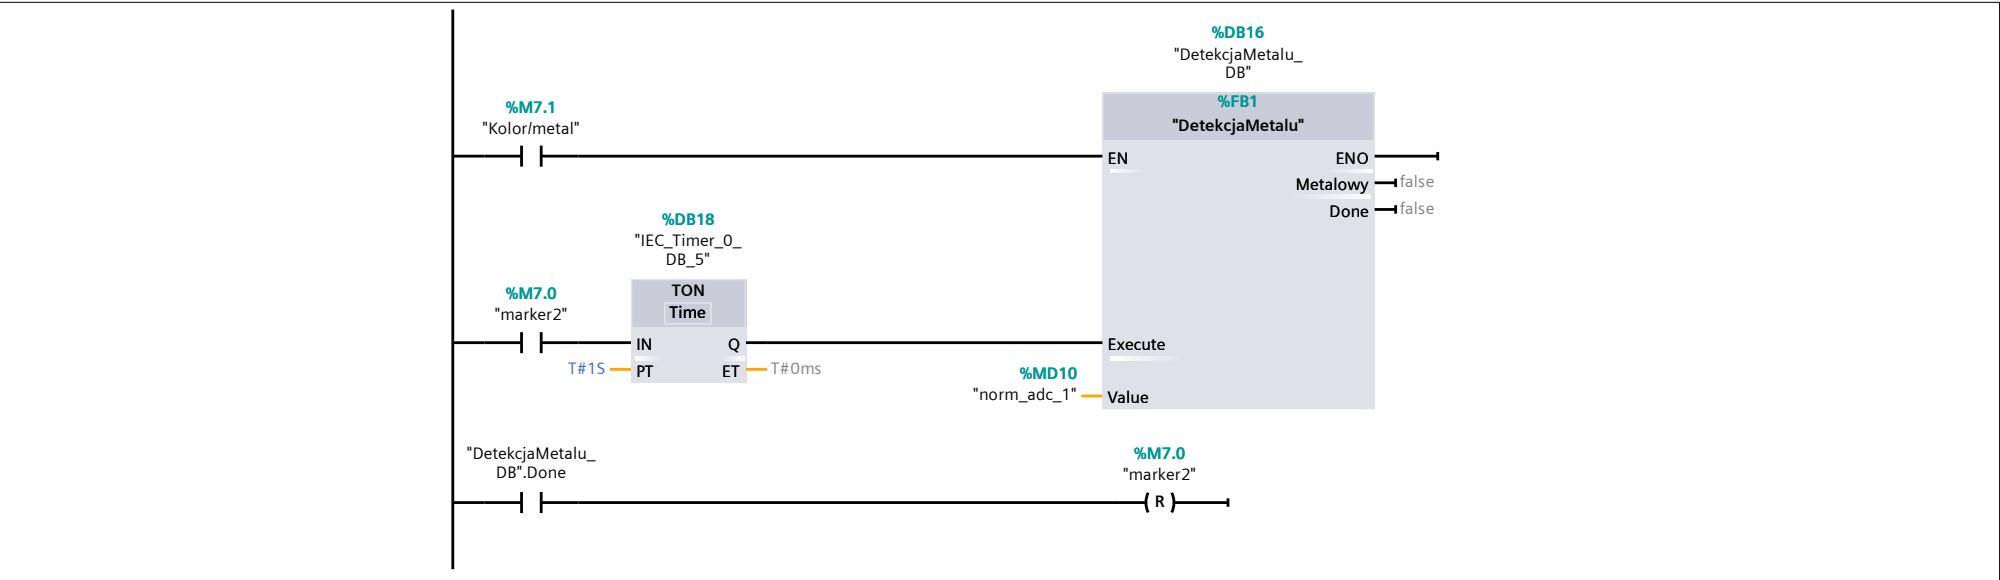 %DB16
"DetekcjaMetalu_
DB"
%FB1
"DetekcjaMetalu"
%M7.1
"Kolor/metal"
EN
ENO
Metalowy
false
Done
false
%DB18
"IEC_Timer_0_
DB_5"
TON
Time
%M7.0
"marker2"
IN
Q
T#1S
PT
ET
T#0ms
Execute
%MD10
"norm_adc_1"
Value
"DetekcjaMetalu_
DB".Done
%M7.0
"marker2"
R